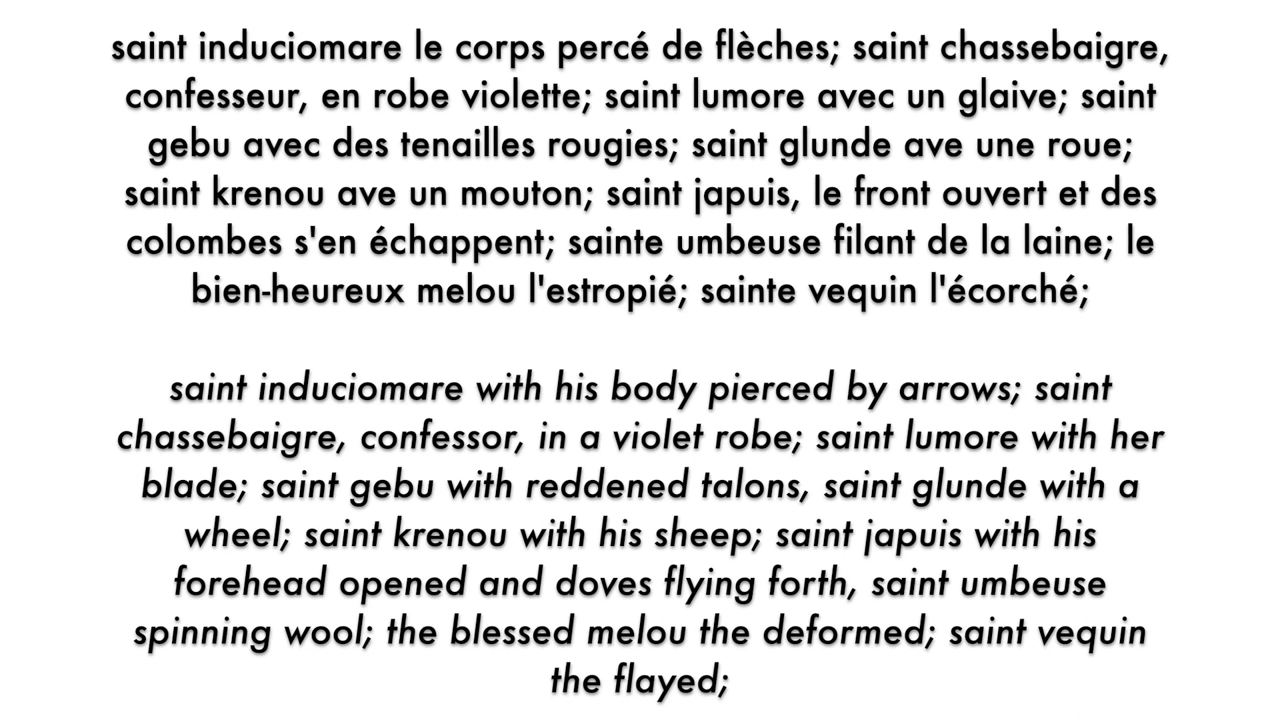 saint induciomare le corps percé de flèches; saint chassebaigre,
confesseur, en robe violette; saint lumore avec un glaive; saint
gebu avec des tenailles rougies; saint glunde ave une roue;
saint krenou ave un mouton; saint japuis, le front ouvert et des
colombes s'en échappent; sainte umbeuse filant de la laine; le
bien-heureux melou l'estropié; sainte vequin l'écorché;
saint induciomare with his body pierced by arrows; saint
chassebaigre, confessor, in a violet robe; saint lumore with her
blade; saint gebu with reddened talons, saint glunde with a
wheel; saint krenou with his sheep; saint japuis with his
forehead opened and doves flying forth, saint umbeuse
spinning wool; the blessed melou the deformed; saint vequin
the flayed;